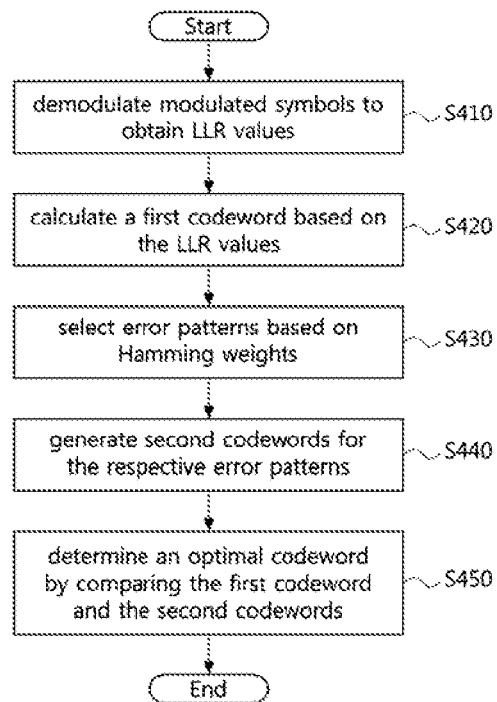 Start
demodulate modulated symbols to
obtain LLR values
S410
calculate a first codeword based on
the LLR values
S420
select error patterns based on
Hamming weights
S430
generate second codewords for
the respective error patterns
S440
determine an optimal codeword
by comparing the first codeword
and the second codewords
S450
End